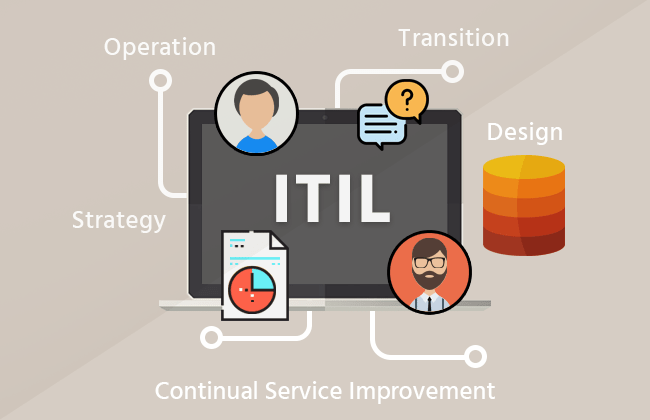 Operation
Transition
Design
?
ITIL
Strategy
Continual Service Improvement